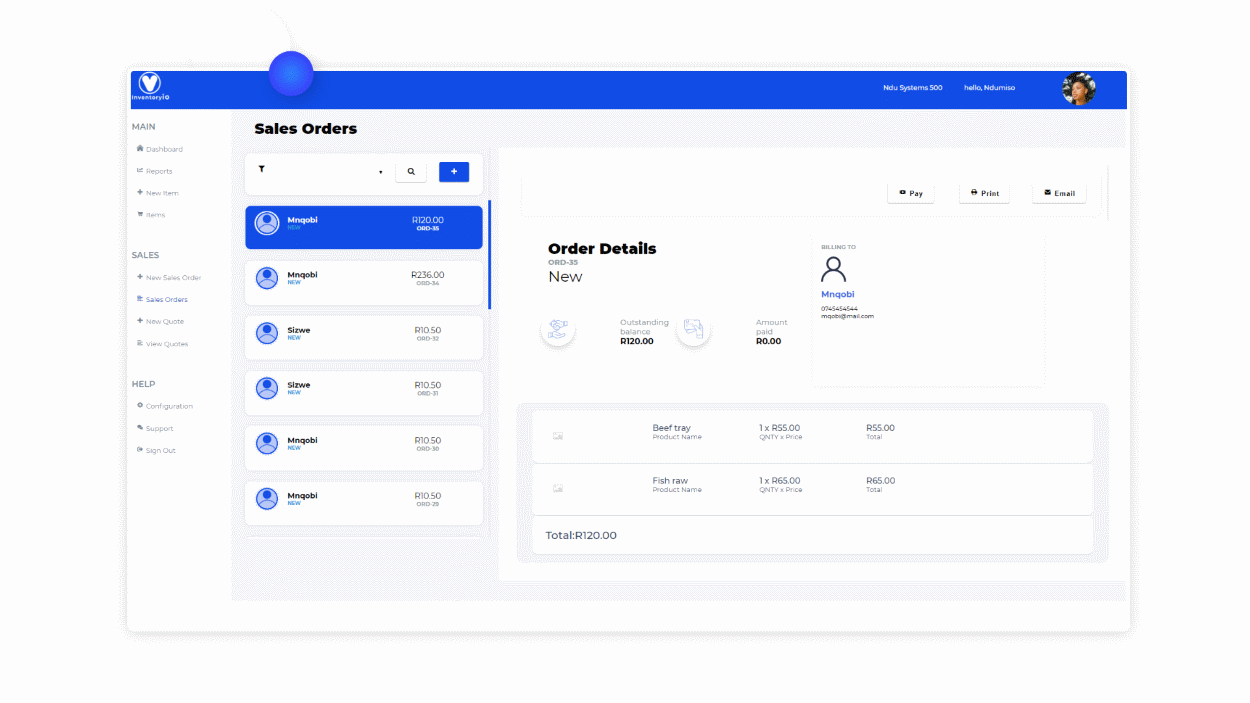 Inventoryio
Ndu Systems 500
hello, Ndumiso
MAIN
Dashboard
Reports
New Item
Items
SALES
New Sales Order
Sales Orders
New Quote
View Quotes
HELP
Configuration
Support
Sign Out
Sales Orders
Mnqobi R120.00
NEW ORD-35
Mnqobi R236.00
NEW ORD-34
Sizwe R10.50
NEW ORD-32
Sizwe R10.50
NEW ORD-31
Mnqobi R10.50
NEW ORD-30
Mnqobi R10.50
NEW ORD-29
Pay
Print
Email
Order Details
ORD-35
New
Outstanding
balance
R120.00
Amount
paid
R0.00
BILLING TO
Mnqobi
0745454544
mqobi@mail.com
Beef tray 1 x R55.00 R55.00
Product Name QNTY x Price Total
Fish raw 1 x R65.00 R65.00
Product Name QNTY x Price Total
Total:R120.00